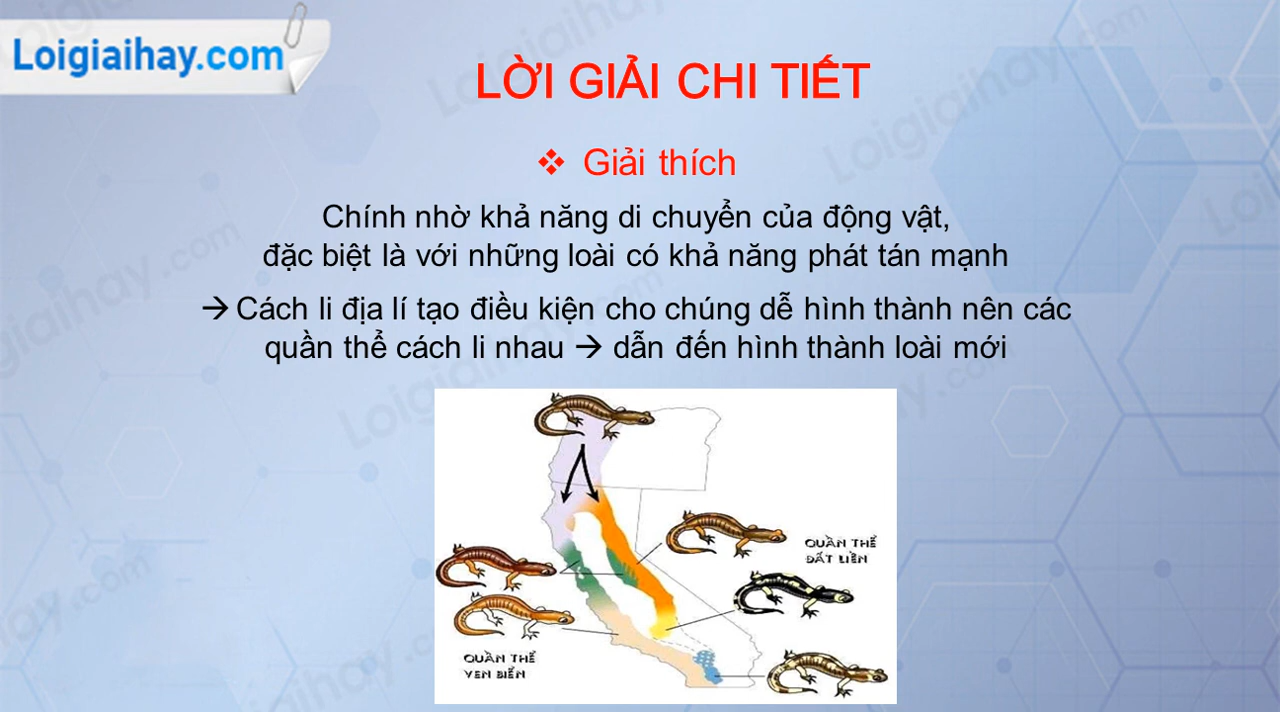 Loigiaihay.com
LỜI GIẢI CHI TIẾT
❖ Giải thích
Chính nhờ khả năng di chuyển của động vật,
đặc biệt là với những loài có khả năng phát tán mạnh
→ Cách li địa lí tạo điều kiện cho chúng dễ hình thành nên các
quần thể cách li nhau → dẫn đến hình thành loài mới
QUẦN THỂ
ĐẤT LIỀN
QUẦN THỂ
VEN BIỂN